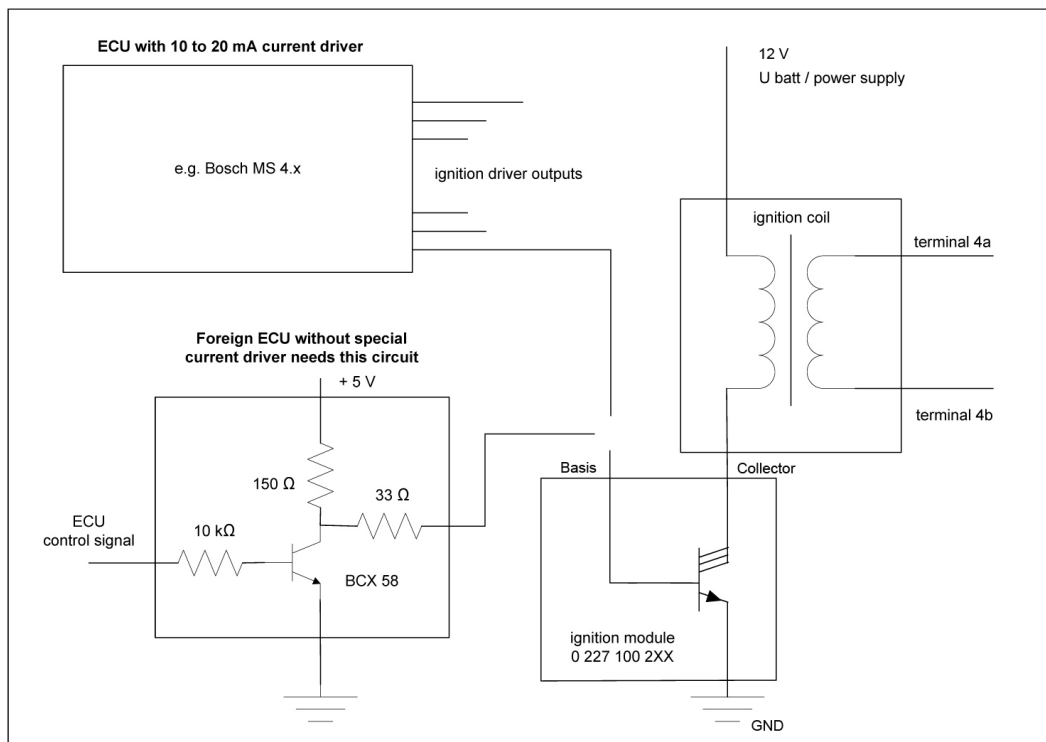 ECU with 10 to 20 mA current driver
12 V
U batt / power supply
e.g. Bosch MS 4.x
ignition driver outputs
ignition coil
terminal 4a
Foreign ECU without special
current driver needs this circuit
+ 5 V
terminal 4b
Basis
Collector
150 Ω
33 Ω
ECU
control signal
10 kΩ
BCX 58
ignition module
0 227 100 2XX
GND